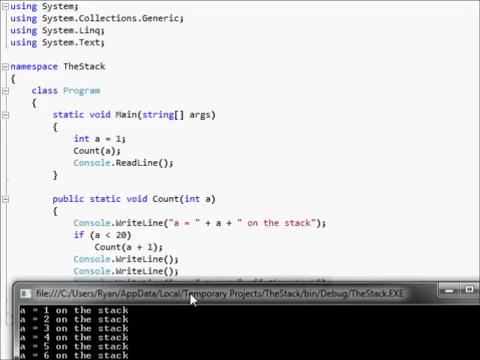 using System;
using System.Collections.Generic;
using System.Linq;
using System.Text;
namespace TheStack
{
class Program
{
static void Main(string[] args)
{
int a = 1;
Count(a);
Console.ReadLine();
}
public static void Count(int a)
{
Console.WriteLine("a = " + a + " on the stack");
if (a < 20)
Count(a + 1);
Console.WriteLine();
Console.WriteLine();
file:///C:/Users/Ryan/AppData/Local/Temporary Projects/TheStack/bin/Debug/TheStack.EXE
a = 1 on the stack
a = 2 on the stack
a = 3 on the stack
a = 4 on the stack
a = 5 on the stack
a = 6 on the stack